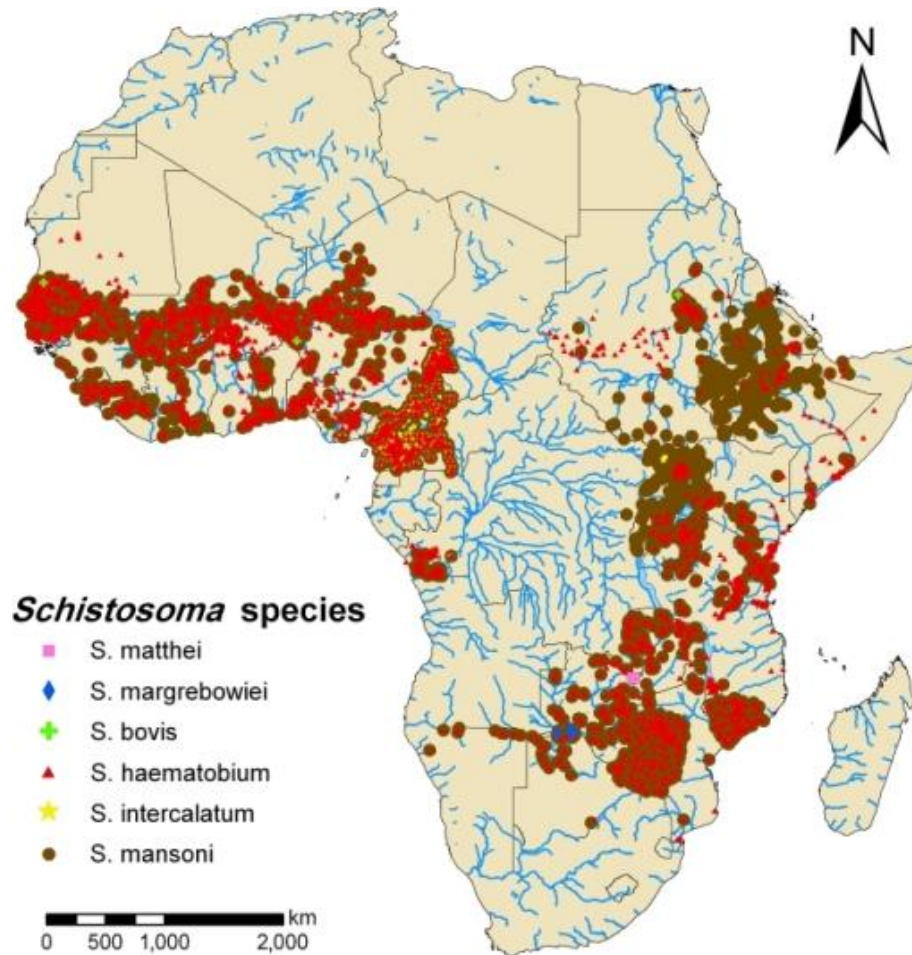 N
Schistosoma species
S. matthei
S. margrebowiei
S. bovis
S. haematobium
S. intercalatum
S. mansoni
km
0 500 1,000 2,000